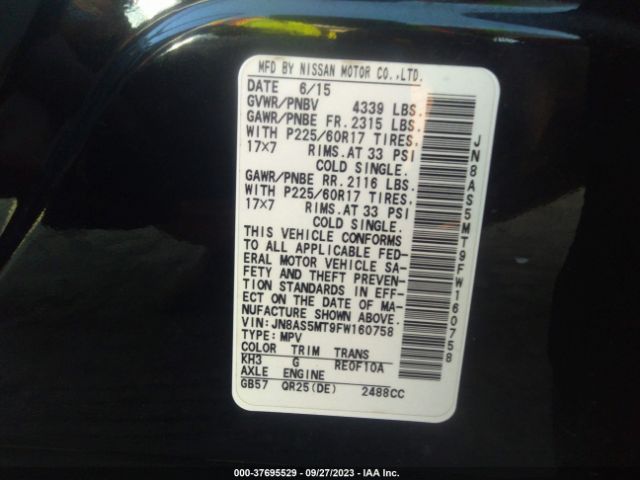 MFD BY NISSAN MOTOR CO.,LTD.
DATE 6/15
GVWR/PNBV 4339 LBS.
GAWR/PNBE FR. 2315 LBS.
WITH P225/60R17 TIRES.
17×7 RIMS.AT 33 PSI
COLD SINGLE.
GAWR/PNBE RR. 2116 LBS.
WITH P225/60R17 TIRES.
17×7 RIMS.AT 33 PSI
COLD SINGLE.
THIS VEHICLE CONFORMS
TO ALL APPLICABLE FED-
ERAL MOTOR VEHICLE SA-
FETY AND THEFT PREVEN-
TION STANDARDS IN EFF-
ECT ON THE DATE OF MA-
NUFACTURE SHOWN ABOVE.
VIN: JN8AS5MT9FW160758
TYPE: MPV
COLOR TRIM TRANS
KH3 G RE0F10A
AXLE ENGINE
GB57 QR25(DE) 2488CC
JN8AS5MT9FW160758
000-37695529 - 09/27/2023 - IAA Inc.